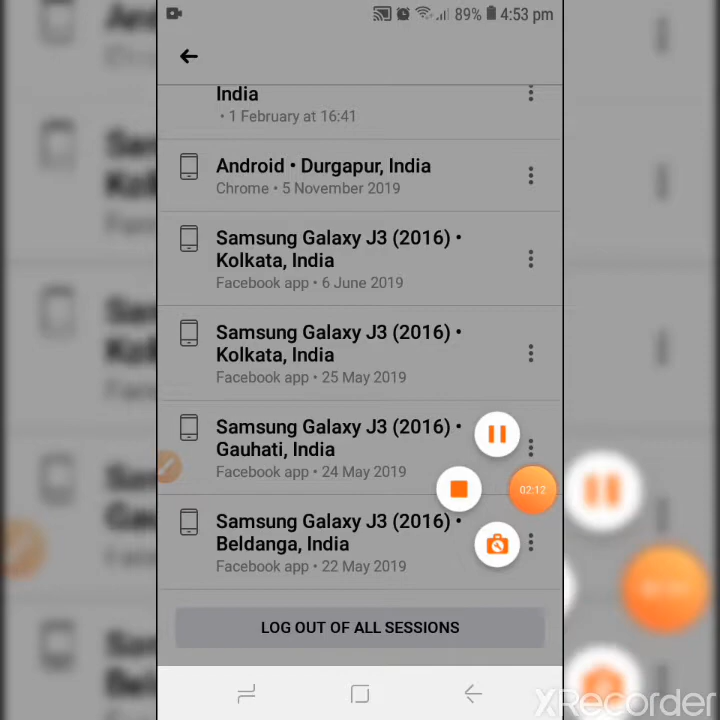 89% 4:53 pm
India
• 1 February at 16:41
Android • Durgapur, India
Chrome • 5 November 2019
Samsung Galaxy J3 (2016) •
Kolkata, India
Facebook app • 6 June 2019
Samsung Galaxy J3 (2016) •
Kolkata, India
Facebook app • 25 May 2019
Samsung Galaxy J3 (2016) •
Gauhati, India
Facebook app • 24 May 2019
02:12
Samsung Galaxy J3 (2016) •
Beldanga, India
Facebook app • 22 May 2019
LOG OUT OF ALL SESSIONS
XRecorder